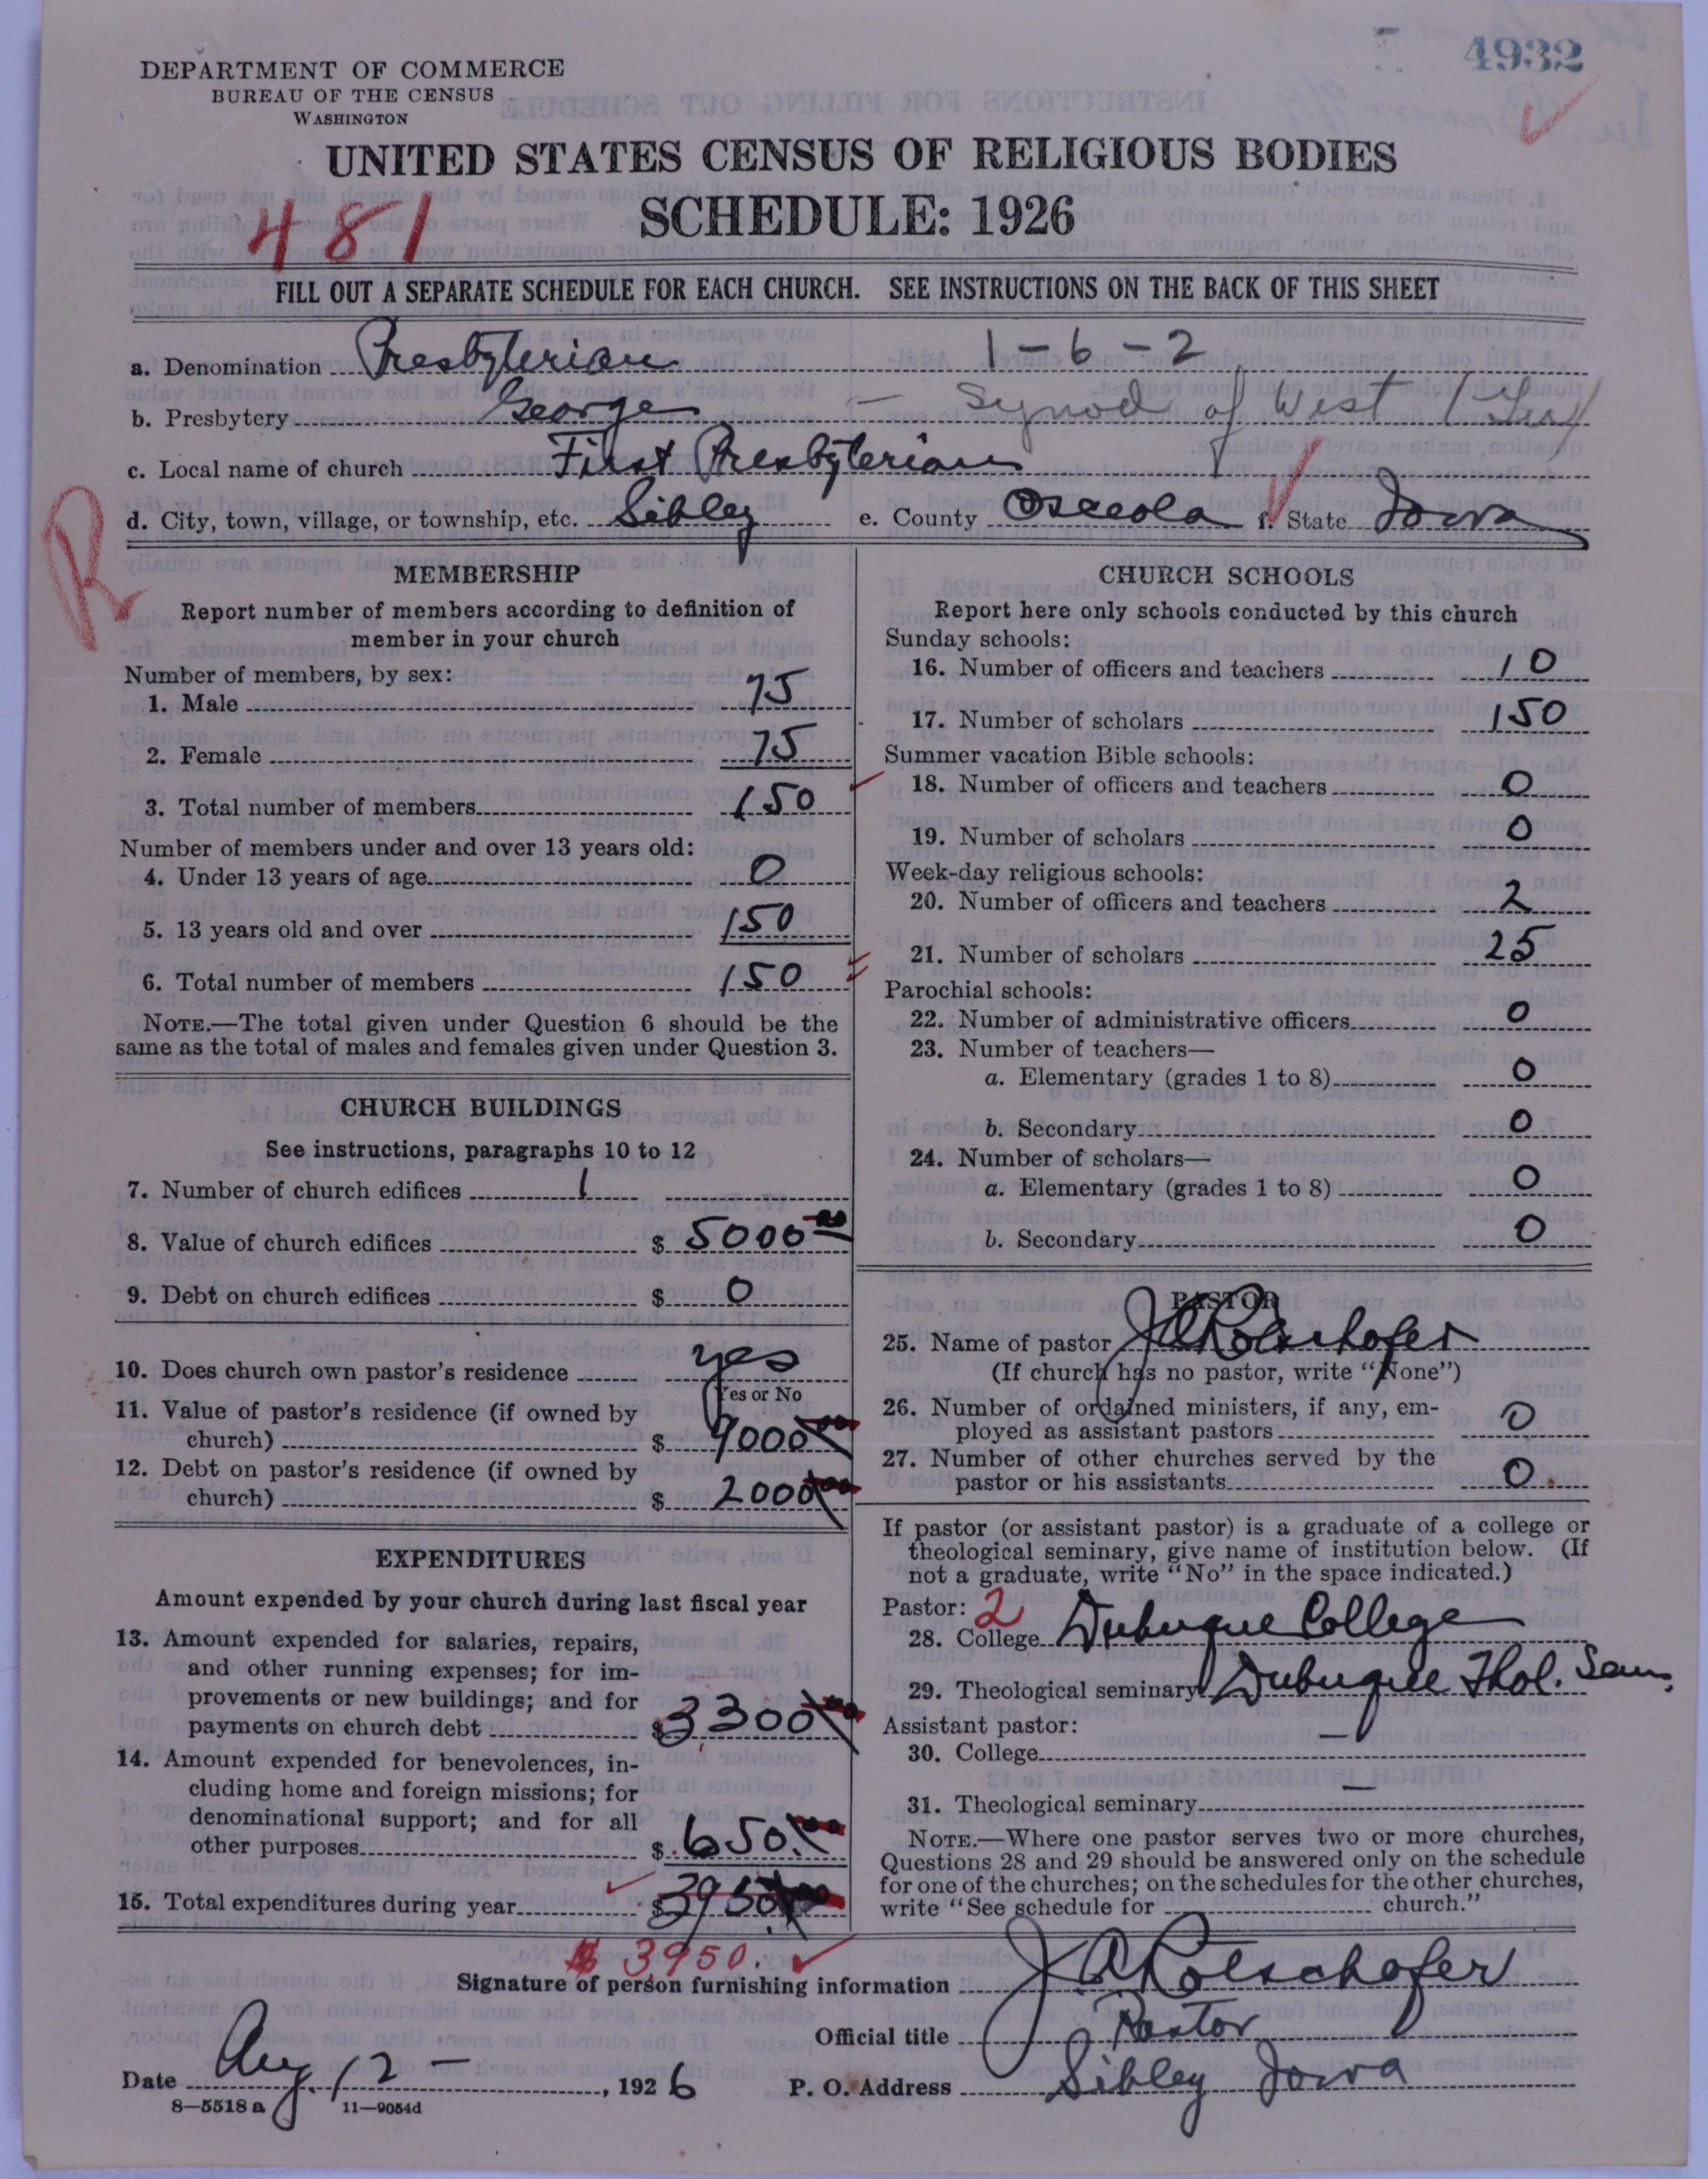 4932
DEPARTMENT OF COMMERCE
BUREAU OF THE CENSUS
WASHINGTON
UNITED STATES CENSUS OF RELIGIOUS BODIES
SCHEDULE: 1926
481
FILL OUT A SEPARATE SCHEDULE FOR EACH CHURCH. SEE INSTRUCTIONS ON THE BACK OF THIS SHEET
a. Denomination Presbyterian 1-6-2
b. Presbytery George — Synod of West
c. Local name of church First Presbyterian
d. City, town, village, or township, etc. Sibley e. County Osceola f. State Iowa
R
MEMBERSHIP
Report number of members according to definition of
member in your church
Number of members, by sex:
1. Male 75
2. Female 75
3. Total number of members 150
Number of members under and over 13 years old:
4. Under 13 years of age 0
5. 13 years old and over 150
6. Total number of members 150
NOTE.—The total given under Question 6 should be the
same as the total of males and females given under Question 3.
CHURCH BUILDINGS
See instructions, paragraphs 10 to 12
7. Number of church edifices 1
8. Value of church edifices $ 5000 00
9. Debt on church edifices $ 0
10. Does church own pastor's residence yes
Yes or No
11. Value of pastor's residence (if owned by
church) $ 9000 00
12. Debt on pastor's residence (if owned by
church) $ 2000 00
EXPENDITURES
Amount expended by your church during last fiscal year
13. Amount expended for salaries, repairs,
and other running expenses; for im-
provements or new buildings; and for
payments on church debt $ 3300 00
14. Amount expended for benevolences, in-
cluding home and foreign missions; for
denominational support; and for all
other purposes $ 650.00
15. Total expenditures during year $ 3950.00
$ 3950.
CHURCH SCHOOLS
Report here only schools conducted by this church
Sunday schools:
16. Number of officers and teachers 10
17. Number of scholars 150
Summer vacation Bible schools:
18. Number of officers and teachers 0
19. Number of scholars 0
Week-day religious schools:
20. Number of officers and teachers 2
21. Number of scholars 25
Parochial schools:
22. Number of administrative officers 0
23. Number of teachers—
a. Elementary (grades 1 to 8) 0
b. Secondary 0
24. Number of scholars—
a. Elementary (grades 1 to 8) 0
b. Secondary 0
PASTOR
25. Name of pastor J.A. Rotschafer
(If church has no pastor, write "None")
26. Number of ordained ministers, if any, em-
ployed as assistant pastors 0
27. Number of other churches served by the
pastor or his assistants 0
If pastor (or assistant pastor) is a graduate of a college or
theological seminary, give name of institution below. (If
not a graduate, write "No" in the space indicated.)
Pastor: 2
28. College Dubuque College
29. Theological seminary Dubuque Thol. Sem.
Assistant pastor:
30. College —
31. Theological seminary —
NOTE.—Where one pastor serves two or more churches,
Questions 28 and 29 should be answered only on the schedule
for one of the churches; on the schedules for the other churches,
write "See schedule for church."
Signature of person furnishing information J.A. Rotschafer
Official title Pastor
Date Aug. 12 — , 1926 P. O. Address Sibley Iowa
8—5518 a 11—9054d